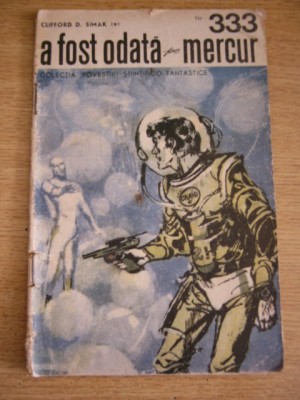 CLIFFORD D. SIMAK
333
a fost odată pe mercur
COLECȚIA POVESTIRI ȘTIINȚIFICO-FANTASTICE